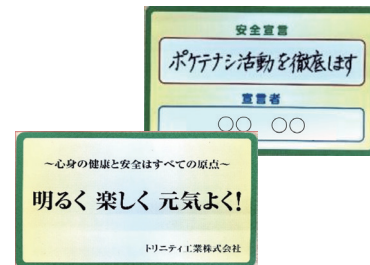 安全宣言
ポケテナシ活動を徹底します
宣言者
○○ ○○
～心身の健康と安全はすべての原点～
明るく 楽しく 元気よく!
トリニティ工業株式会社